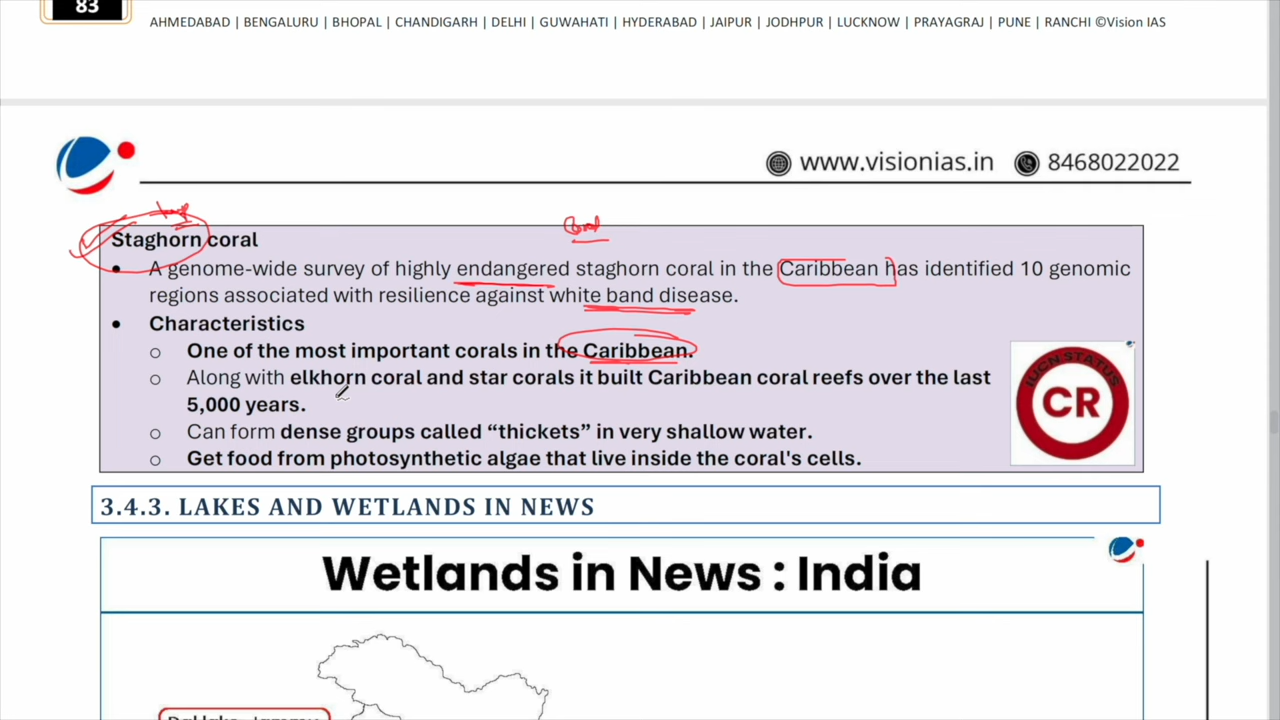 83
AHMEDABAD | BENGALURU | BHOPAL | CHANDIGARH | DELHI | GUWAHATI | HYDERABAD | JAIPUR | JODHPUR | LUCKNOW | PRAYAGRAJ | PUNE | RANCHI ©Vision IAS
www.visionias.in 8468022022
Coral
Staghorn coral
• A genome-wide survey of highly endangered staghorn coral in the Caribbean has identified 10 genomic
regions associated with resilience against white band disease.
• Characteristics
o One of the most important corals in the Caribbean.
o Along with elkhorn coral and star corals it built Caribbean coral reefs over the last
5,000 years.
o Can form dense groups called “thickets” in very shallow water.
o Get food from photosynthetic algae that live inside the coral's cells.
IUCN STATUS
CR
3.4.3. LAKES AND WETLANDS IN NEWS
Wetlands in News : India